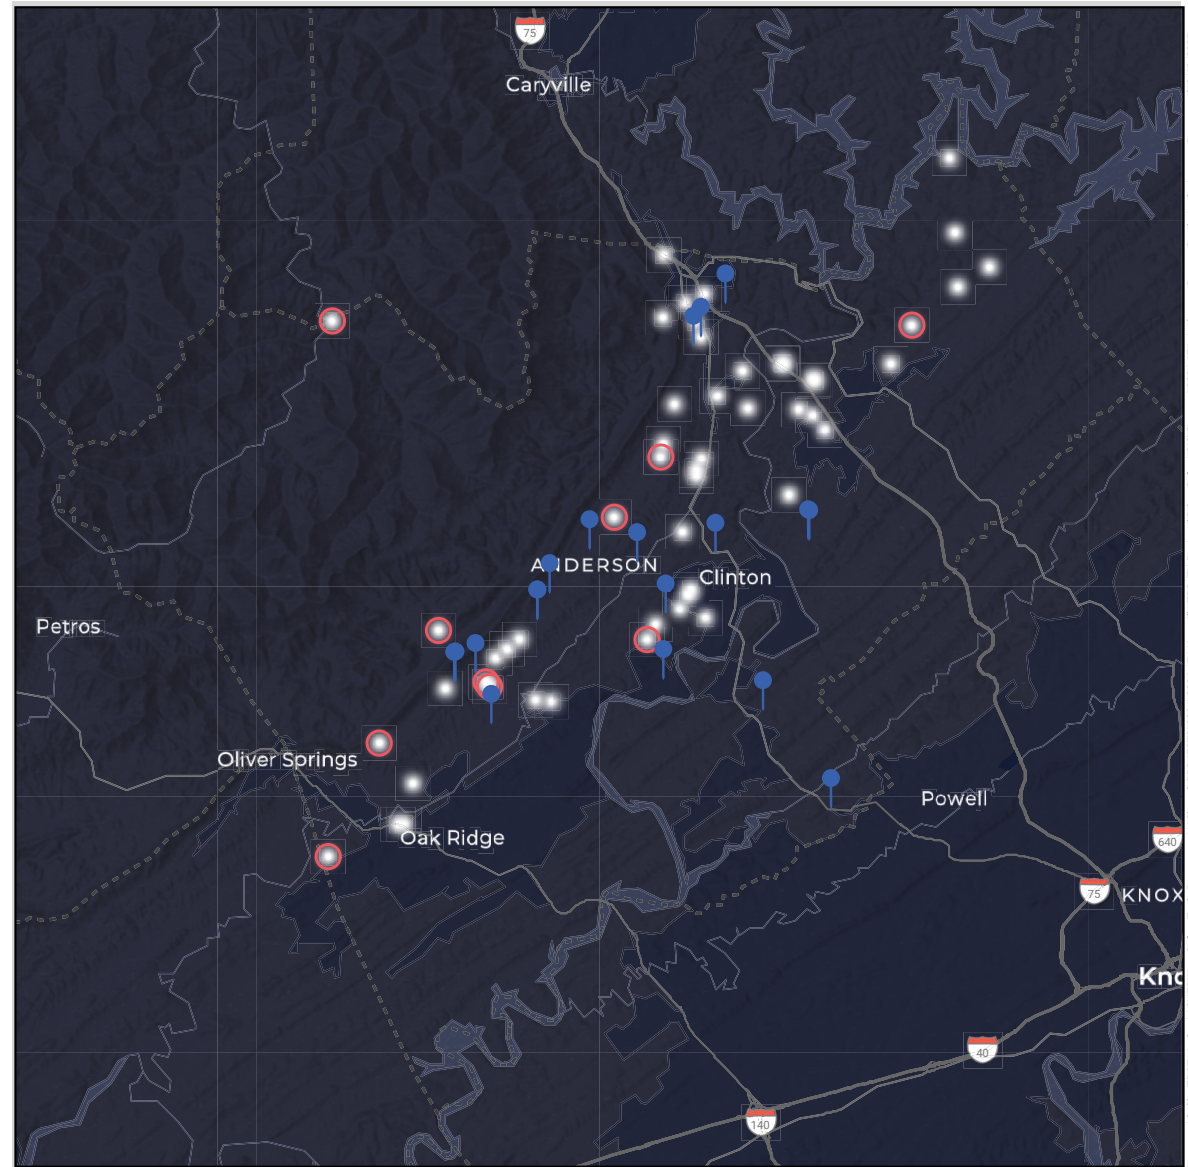 75
Caryville
ANDERSON
Clinton
Petros
Oliver Springs
Powell
Oak Ridge
640
75
KNOX
Kno
40
140